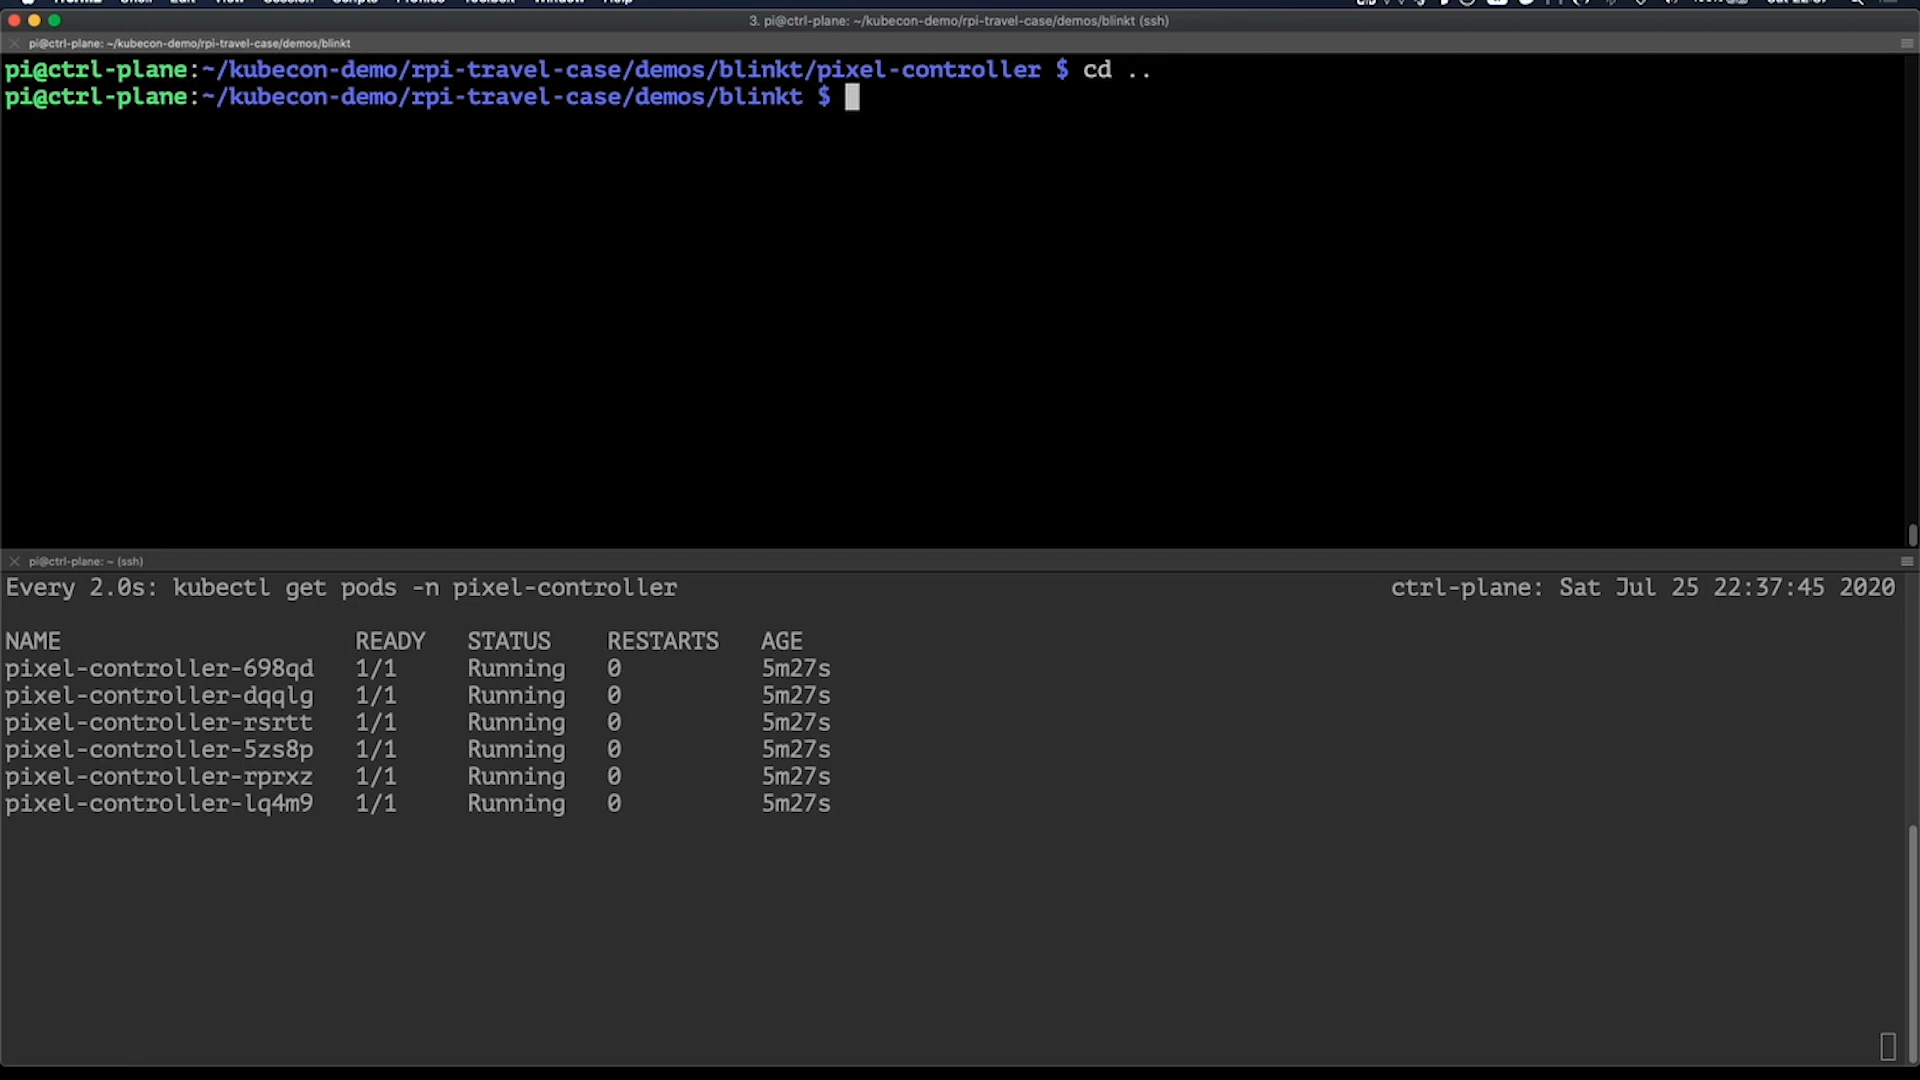 3. pi@ctrl-plane: ~/kubecon-demo/rpi-travel-case/demos/blinkt (ssh)
pi@ctrl-plane: ~/kubecon-demo/rpi-travel-case/demos/blinkt
pi@ctrl-plane:~/kubecon-demo/rpi-travel-case/demos/blinkt/pixel-controller $ cd ..
pi@ctrl-plane:~/kubecon-demo/rpi-travel-case/demos/blinkt $
pi@ctrl-plane: ~ (ssh)
Every 2.0s: kubectl get pods -n pixel-controller ctrl-plane: Sat Jul 25 22:37:45 2020
NAME READY STATUS RESTARTS AGE
pixel-controller-698qd 1/1 Running 0 5m27s
pixel-controller-dqqlg 1/1 Running 0 5m27s
pixel-controller-rsrtt 1/1 Running 0 5m27s
pixel-controller-5zs8p 1/1 Running 0 5m27s
pixel-controller-rprxz 1/1 Running 0 5m27s
pixel-controller-lq4m9 1/1 Running 0 5m27s